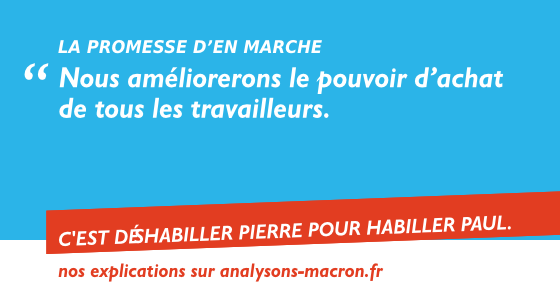 LA PROMESSE D’EN MARCHE
“ Nous améliorerons le pouvoir d’achat
de tous les travailleurs.
C'EST DÉSHABILLER PIERRE POUR HABILLER PAUL.
nos explications sur analysons-macron.fr